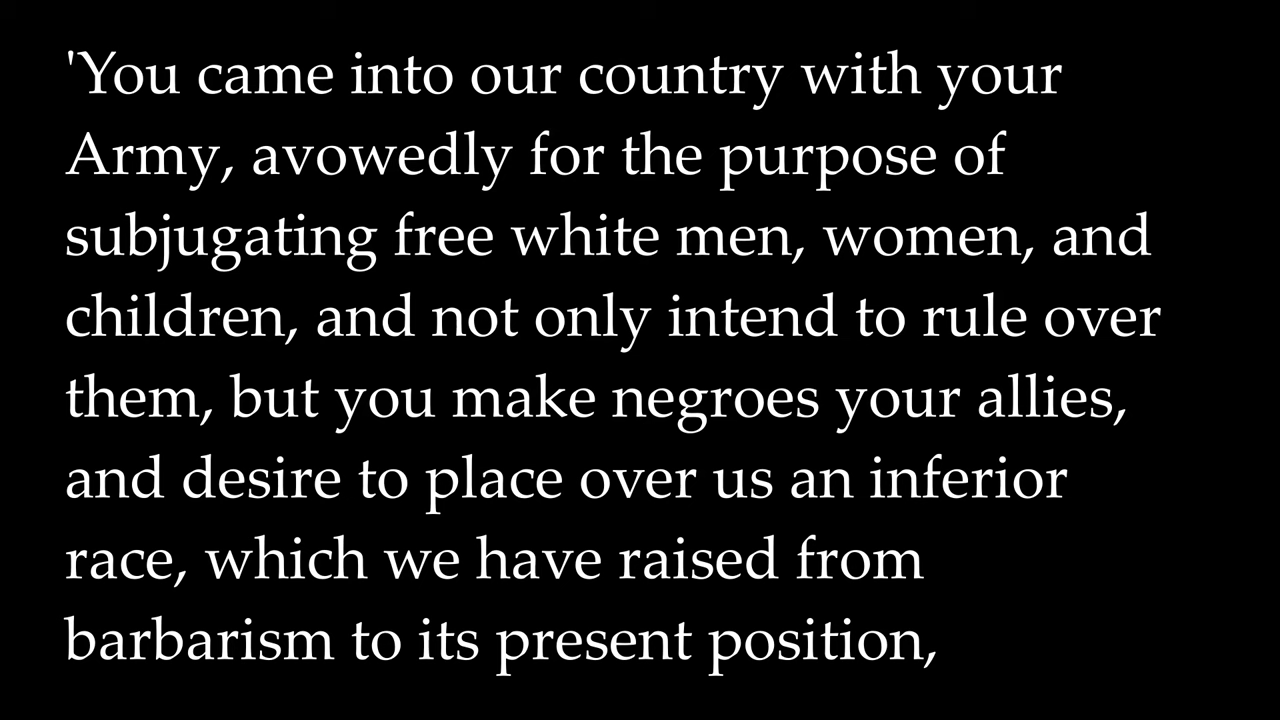 'You came into our country with your
Army, avowedly for the purpose of
subjugating free white men, women, and
children, and not only intend to rule over
them, but you make negroes your allies,
and desire to place over us an inferior
race, which we have raised from
barbarism to its present position,